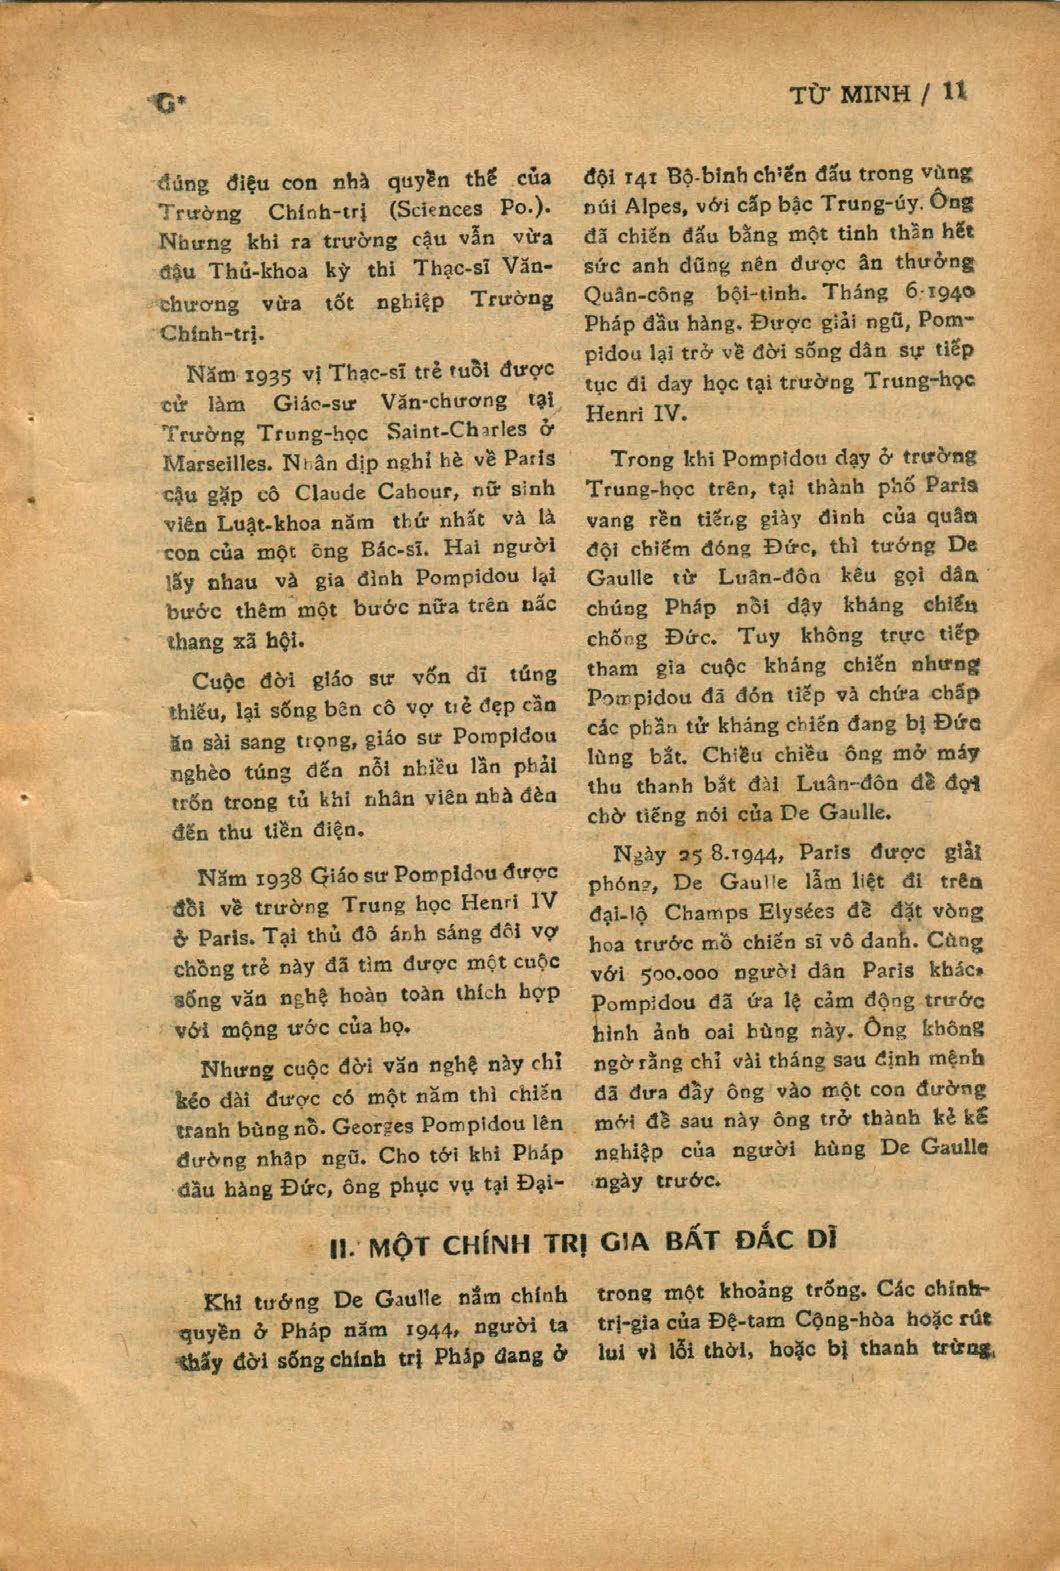 G*
TỪ MINH / 11
đúng điệu con nhà quyền thế của
Trường Chính-trị (Sciences Po.).
Nhưng khi ra trường cậu vẫn vừa
đậu Thủ-khoa kỳ thi Thạc-sĩ Văn-
chương vừa tốt nghiệp Trường
Chính-trị.
Năm 1935 vị Thạc-sĩ trẻ tuổi được
cử làm Giáo-sư Văn-chương tại
Trường Trung-học Saint-Charles ở
Marseilles. Nhân dịp nghỉ hè về Paris
cậu gặp cô Claude Cahour, nữ sinh
viên Luật-khoa năm thứ nhất và là
con của một ông Bác-sĩ. Hai người
lấy nhau và gia đình Pompidou lại
bước thêm một bước nữa trên nấc
thang xã hội.
Cuộc đời giáo sư vốn dĩ túng
thiếu, lại sống bên cô vợ trẻ đẹp cần
ăn sài sang trọng, giáo sư Pompidou
nghèo túng đến nỗi nhiều lần phải
trốn trong tủ khi nhân viên nhà đèn
đến thu tiền điện.
Năm 1938 Giáo sư Pompidou được
đổi về trường Trung học Henri IV
ở Paris. Tại thủ đô ánh sáng đôi vợ
chồng trẻ này đã tìm được một cuộc
sống văn nghệ hoàn toàn thích hợp
với mộng ước của họ.
Nhưng cuộc đời văn nghệ này chỉ
kéo dài được có một năm thì chiến
tranh bùng nổ. Georges Pompidou lên
đường nhập ngũ. Cho tới khi Pháp
đầu hàng Đức, ông phục vụ tại Đại-
đội 141 Bộ-binh chiến đấu trong vùng
núi Alpes, với cấp bậc Trung-úy. Ông
đã chiến đấu bằng một tinh thần hết
sức anh dũng nên được ân thưởng
Quân-công bội-tinh. Tháng 6-1940
Pháp đầu hàng. Được giải ngũ, Pom-
pidou lại trở về đời sống dân sự tiếp
tục đi dạy học tại trường Trung-học
Henri IV.
Trong khi Pompidou dạy ở trường
Trung-học trên, tại thành phố Paris
vang rền tiếng giày đinh của quân
đội chiếm đóng Đức, thì tướng De
Gaulle từ Luân-đôn kêu gọi dân
chúng Pháp nổi dậy kháng chiến
chống Đức. Tuy không trực tiếp
tham gia cuộc kháng chiến nhưng
Pompidou đã đón tiếp và chứa chấp
các phần tử kháng chiến đang bị Đức
lùng bắt. Chiều chiều ông mở máy
thu thanh bắt đài Luân-đôn để đợi
chờ tiếng nói của De Gaulle.
Ngày 25 8.1944, Paris được giải
phóng, De Gaulle lẫm liệt đi trên
đại-lộ Champs Elysées để đặt vòng
hoa trước mồ chiến sĩ vô danh. Cùng
với 500.000 người dân Paris khác,
Pompidou đã ứa lệ cảm động trước
hình ảnh oai hùng này. Ông không
ngờ rằng chỉ vài tháng sau định mệnh
đã đưa đẩy ông vào một con đường
mới để sau này ông trở thành kẻ kế
nghiệp của người hùng De Gaulle
ngày trước.
II. MỘT CHÍNH TRỊ GIA BẤT ĐẮC DĨ
Khi tướng De Gaulle nắm chính
quyền ở Pháp năm 1944, người ta
thấy đời sống chính trị Pháp đang ở
trong một khoảng trống. Các chính-
trị-gia của Đệ-tam Cộng-hòa hoặc rút
lui vì lỗi thời, hoặc bị thanh trừng,